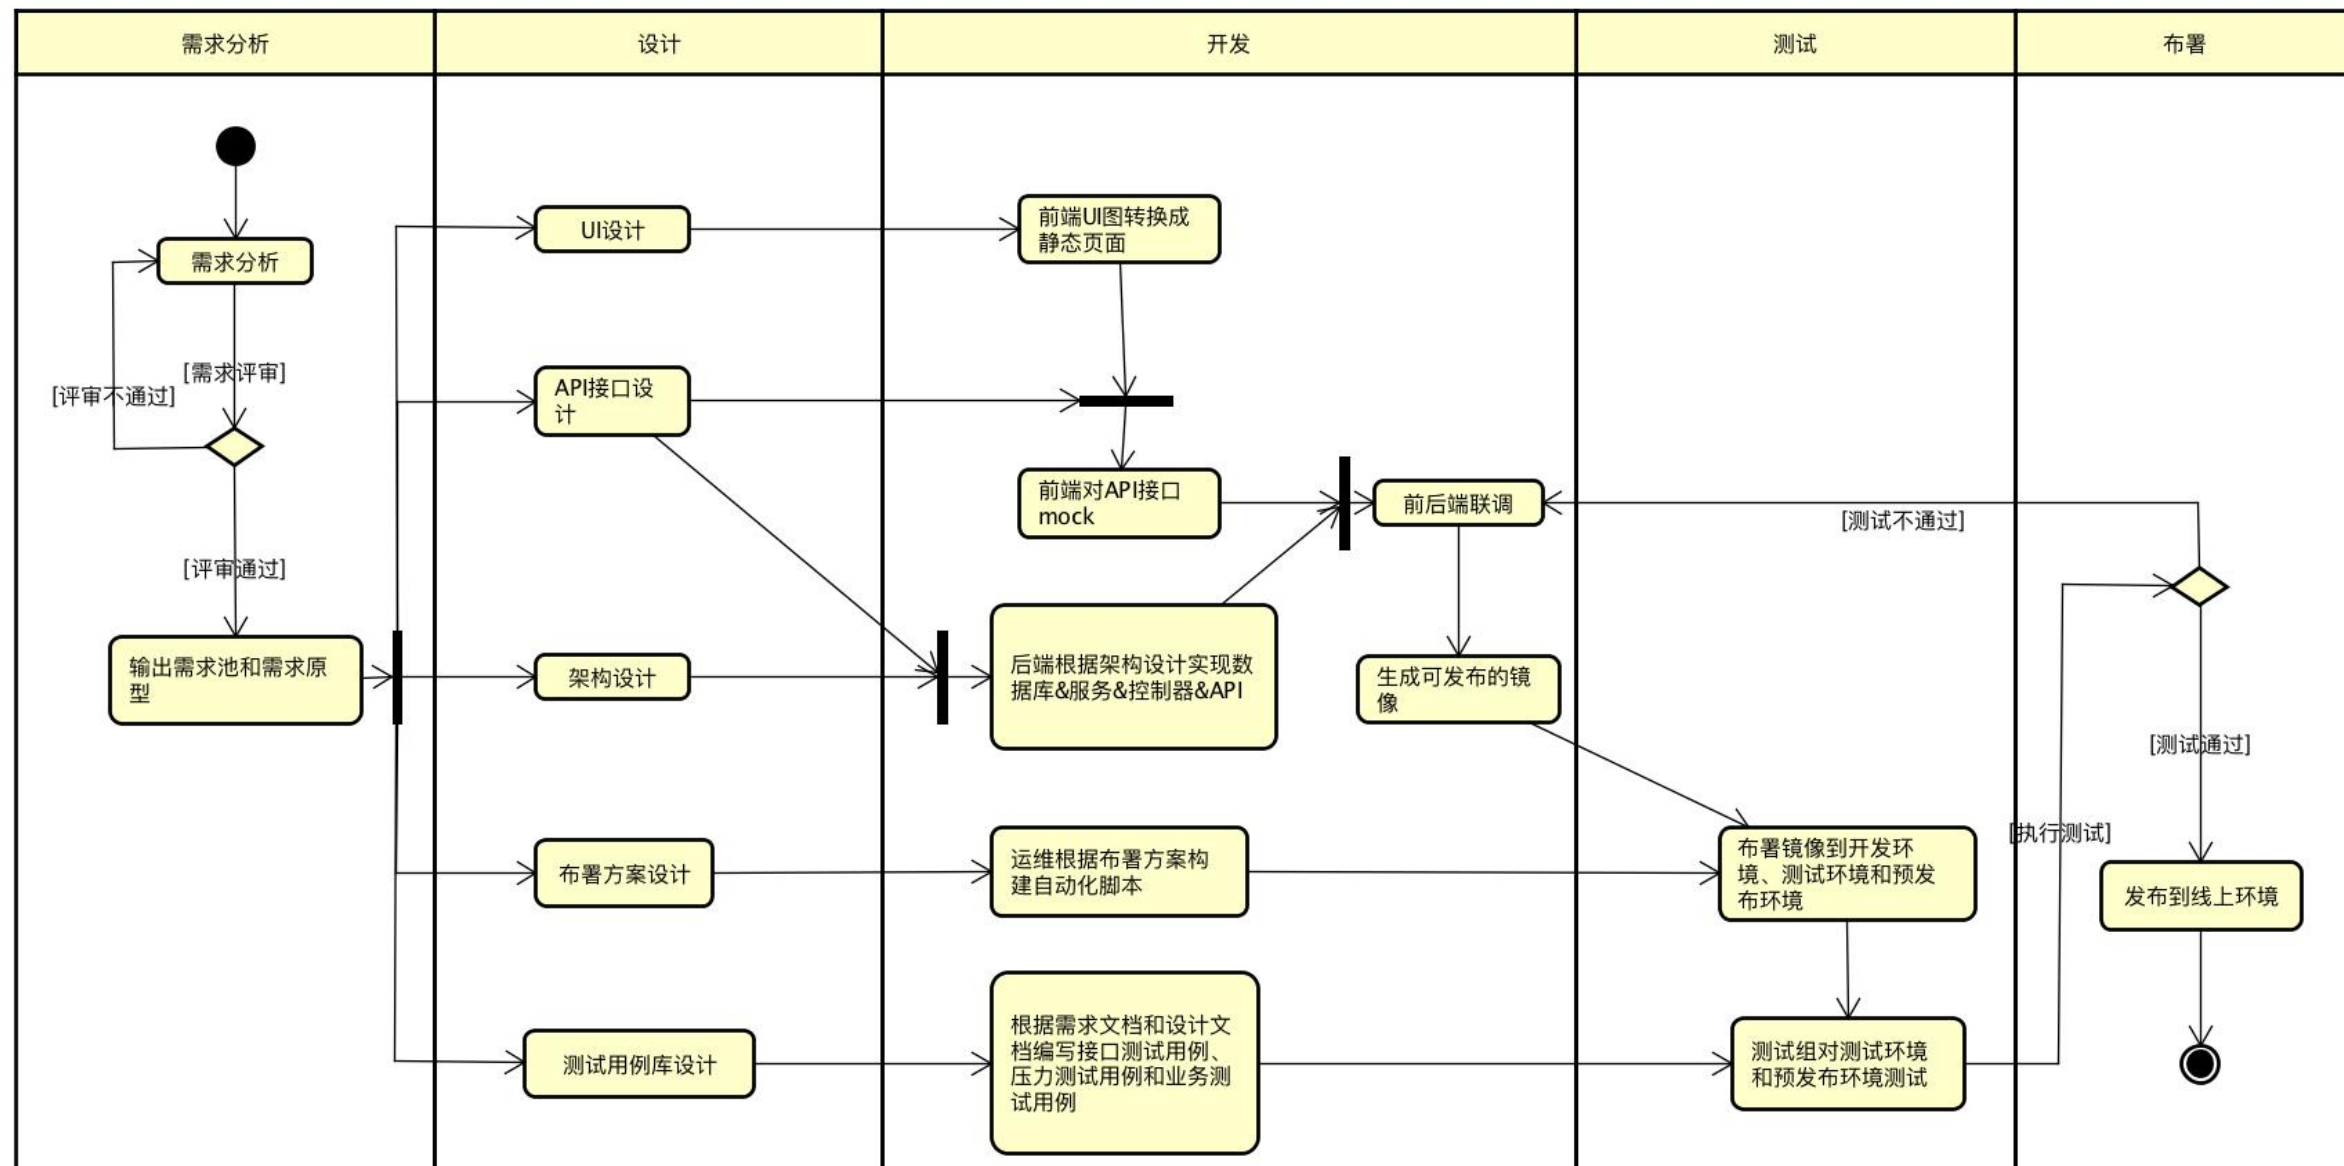 需求分析
设计
开发
测试
布署
需求分析
[需求评审]
[评审不通过]
[评审通过]
输出需求池和需求原
型
UI设计
API接口设
计
架构设计
布署方案设计
测试用例库设计
前端UI图转换成
静态页面
前端对API接口
mock
后端根据架构设计实现数
据库&服务&控制器&API
运维根据布署方案构
建自动化脚本
根据需求文档和设计文
档编写接口测试用例、
压力测试用例和业务测
试用例
前后端联调
生成可发布的镜
像
布署镜像到开发环
境、测试环境和预发
布环境
测试组对测试环境
和预发布环境测试
[测试不通过]
[执行测试]
[测试通过]
发布到线上环境